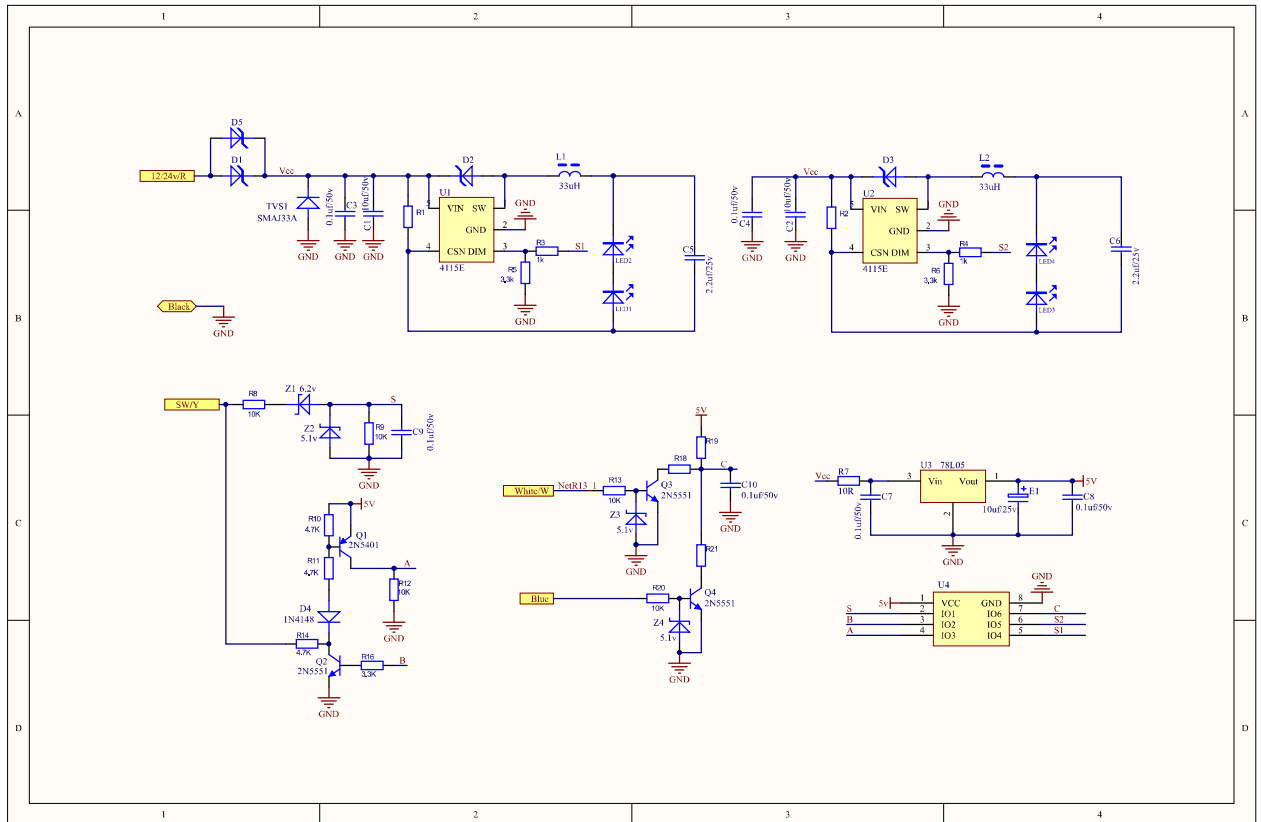 1
2
3
4
A
B
C
D
A
B
C
D
1
2
3
4
12/24v/R
D5
D1
Vcc
TVS1
SMAJ33A
GND
0.1uf/50v
C3
GND
10uf/50v
C1
GND
R1
D2
U1
5
VIN SW
1
GND
2
GND
4
CSN DIM
3
4115E
R3
1k
S1
R5
3.3k
GND
L1
33uH
LED2
LED1
C5
2.2uf/25v
Black
GND
Vcc
0.1uf/50v
C4
GND
10uf/50v
C2
GND
R2
D3
U2
5
VIN SW
1
GND
2
GND
4
CSN DIM
3
4115E
R4
1k
S2
R6
3.3k
GND
L2
33uH
LED4
LED3
C6
2.2uf/25v
SW/Y
R8
10K
Z1 6.2v
S
Z2
5.1v
R9
10K
C9
0.1uf/50v
GND
5V
R10
4.7K
Q1
2N5401
R11
4.7K
A
R12
10K
GND
D4
1N4148
R14
4.7K
Q2
2N5551
R16
3.3K
B
GND
5V
R19
R18
C
C10
0.1uf/50v
GND
White/W
NetR13_1
R13
10K
Q3
2N5551
Z3
5.1v
GND
R21
Blue
R20
10K
Q4
2N5551
Z4
5.1v
GND
Vcc
R7
10R
C7
0.1uf/50v
U3 78L05
3
Vin Vout
1
2
GND
E1
10uf/25v
5V
C8
0.1uf/50v
U4
5v
1
VCC GND
8
GND
S
2
IO1 IO6
7
C
B
3
IO2 IO5
6
S2
A
4
IO3 IO4
5
S1